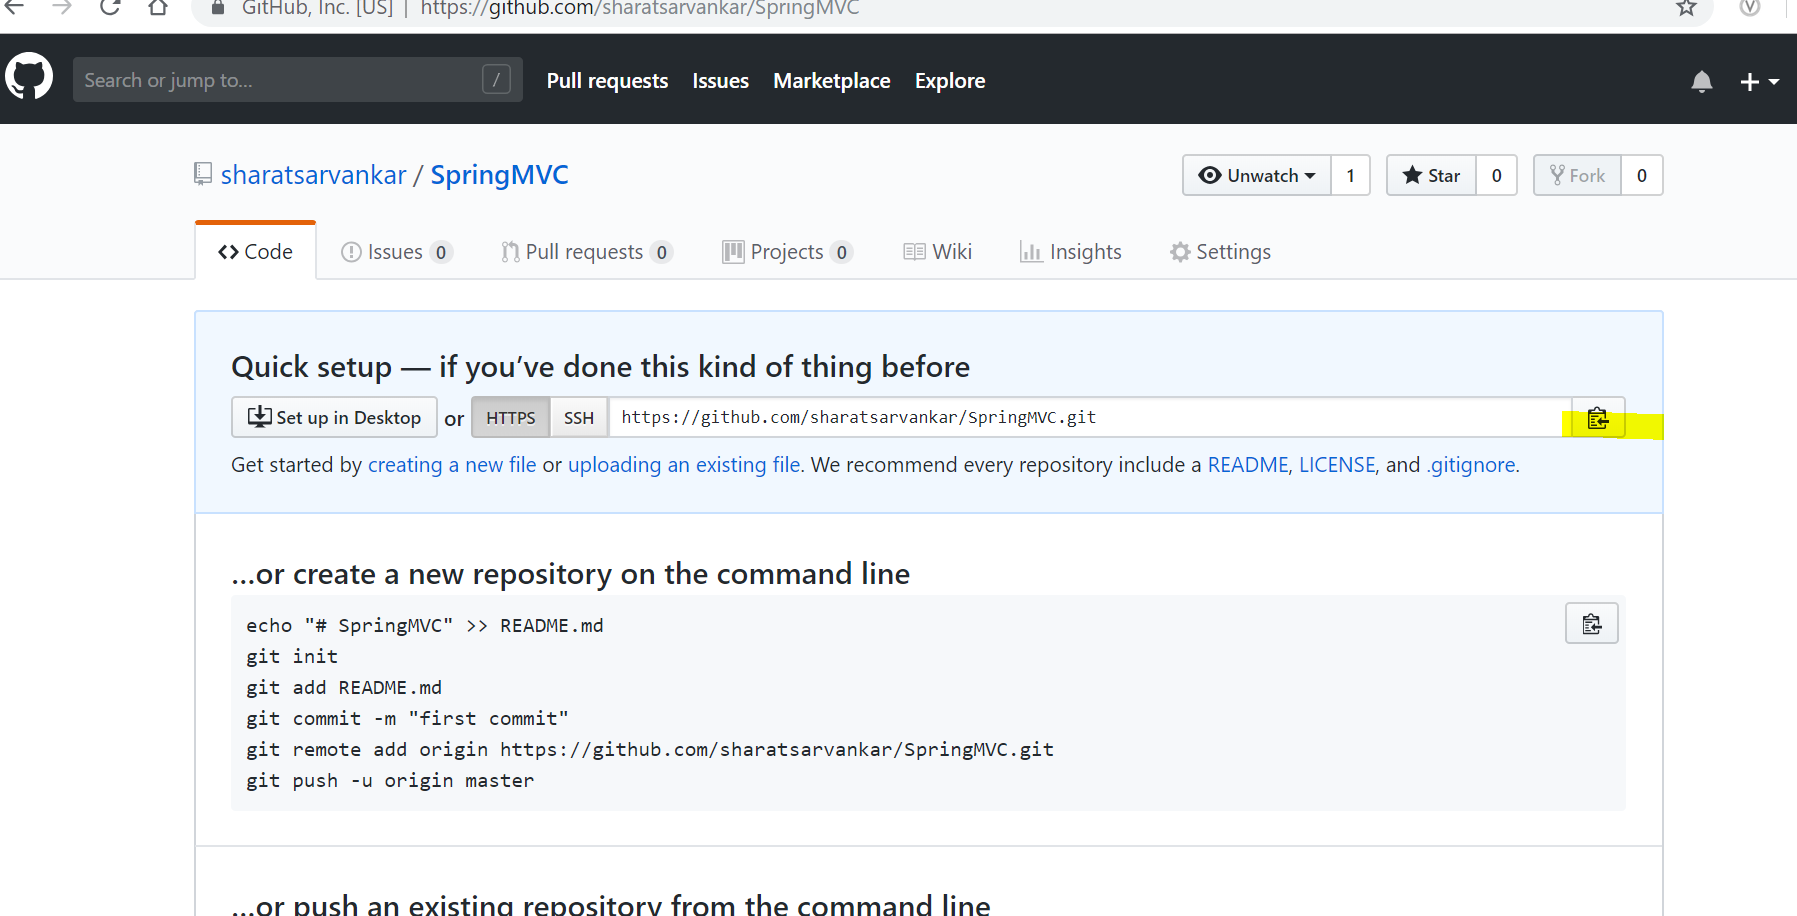 GitHub, Inc. [US] | https://github.com/sharatsarvankar/SpringMVC
Search or jump to... /
Pull requests Issues Marketplace Explore
sharatsarvankar / SpringMVC
Unwatch 1 Star 0 Fork 0
Code Issues 0 Pull requests 0 Projects 0 Wiki Insights Settings
Quick setup — if you’ve done this kind of thing before
Set up in Desktop or HTTPS SSH https://github.com/sharatsarvankar/SpringMVC.git
Get started by creating a new file or uploading an existing file. We recommend every repository include a README, LICENSE, and .gitignore.
…or create a new repository on the command line
echo "# SpringMVC" >> README.md
git init
git add README.md
git commit -m "first commit"
git remote add origin https://github.com/sharatsarvankar/SpringMVC.git
git push -u origin master
…or push an existing repository from the command line